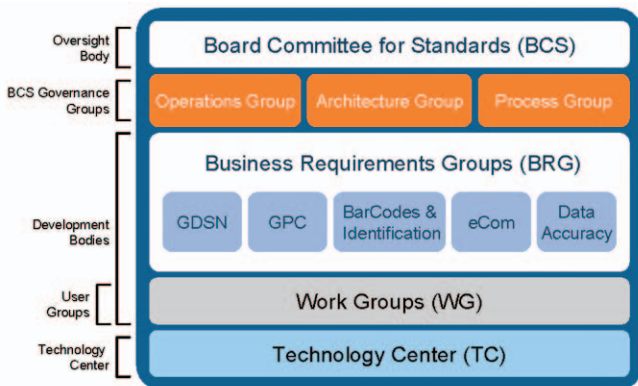 Oversight
Body
Board Committee for Standards (BCS)
BCS Governance
Groups
Operations Group
Architecture Group
Process Group
Development
Bodies
Business Requirements Groups (BRG)
GDSN
GPC
BarCodes &
Identification
eCom
Data
Accuracy
User
Groups
Work Groups (WG)
Technology
Center
Technology Center (TC)